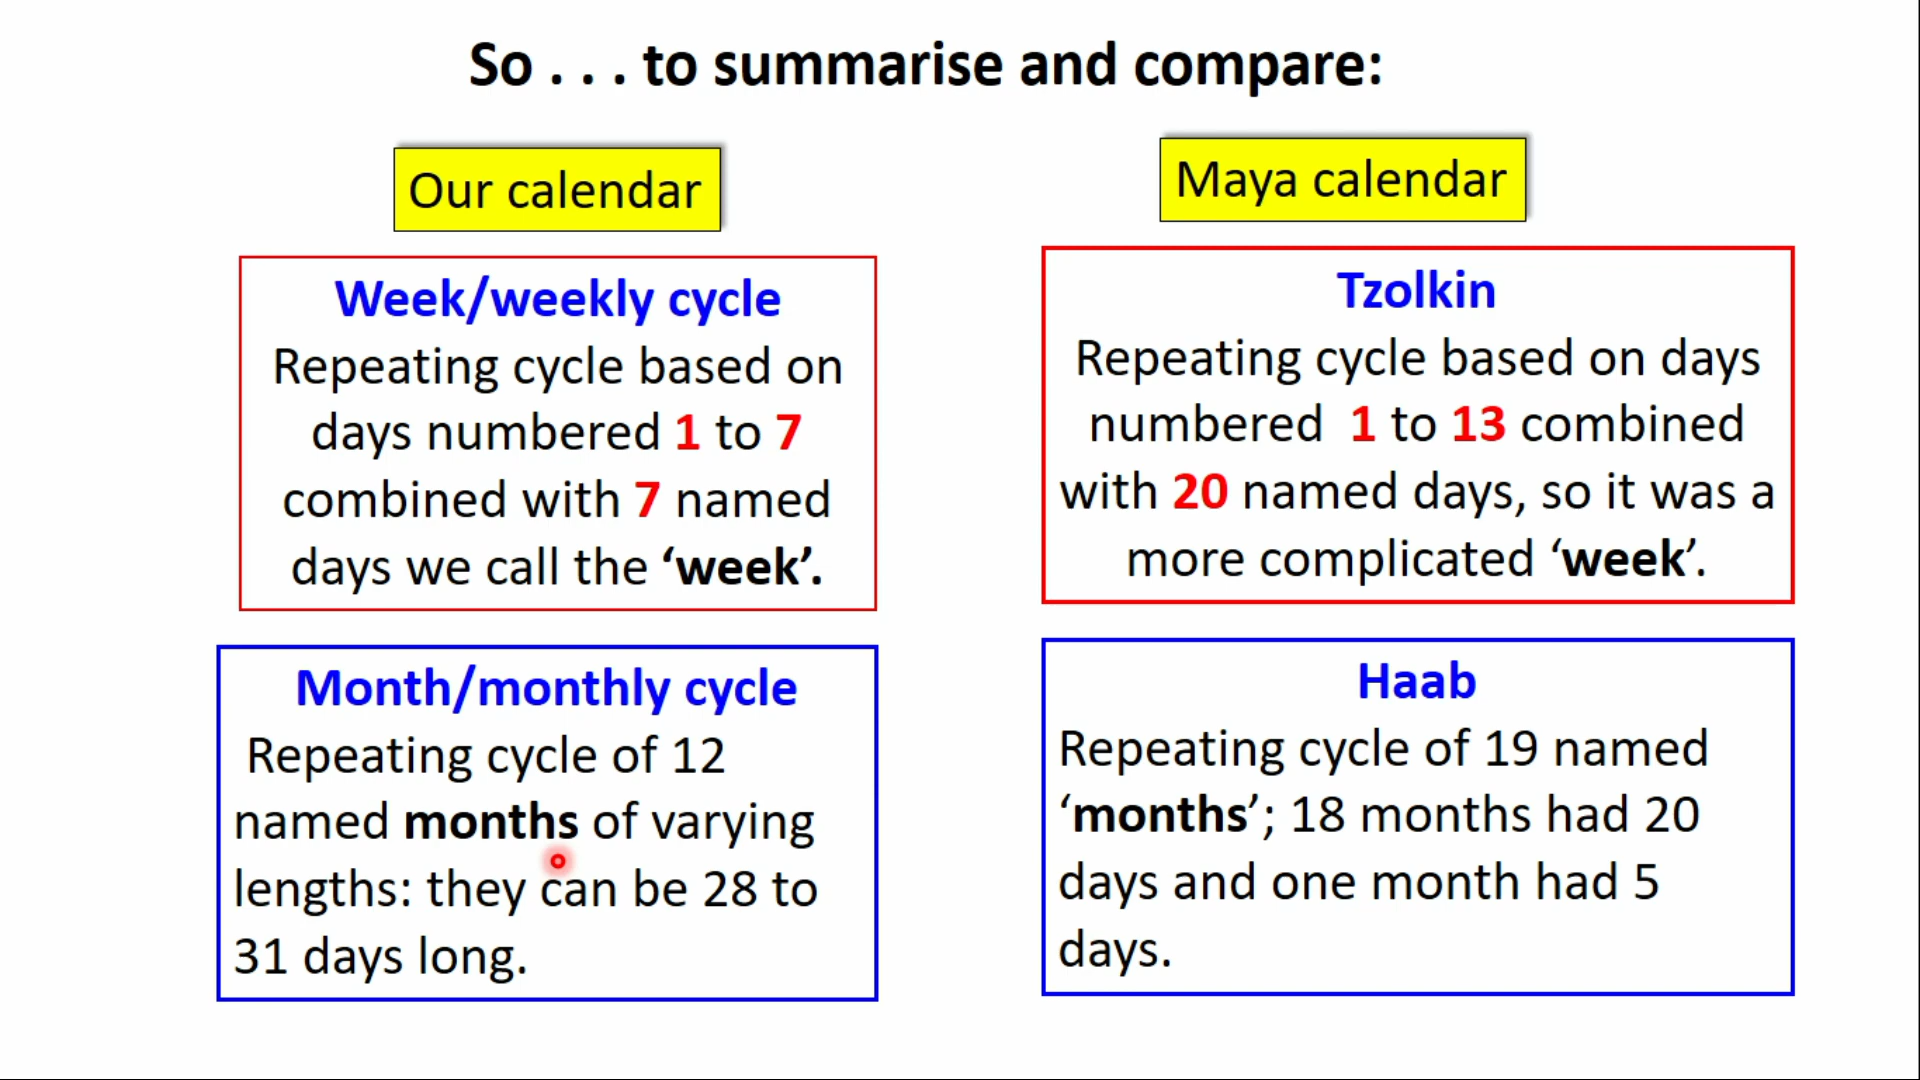 So . . . to summarise and compare:
Our calendar
Week/weekly cycle
Repeating cycle based on
days numbered 1 to 7
combined with 7 named
days we call the ‘week’.
Month/monthly cycle
Repeating cycle of 12
named months of varying
lengths: they can be 28 to
31 days long.
Maya calendar
Tzolkin
Repeating cycle based on days
numbered 1 to 13 combined
with 20 named days, so it was a
more complicated ‘week’.
Haab
Repeating cycle of 19 named
‘months’; 18 months had 20
days and one month had 5
days.